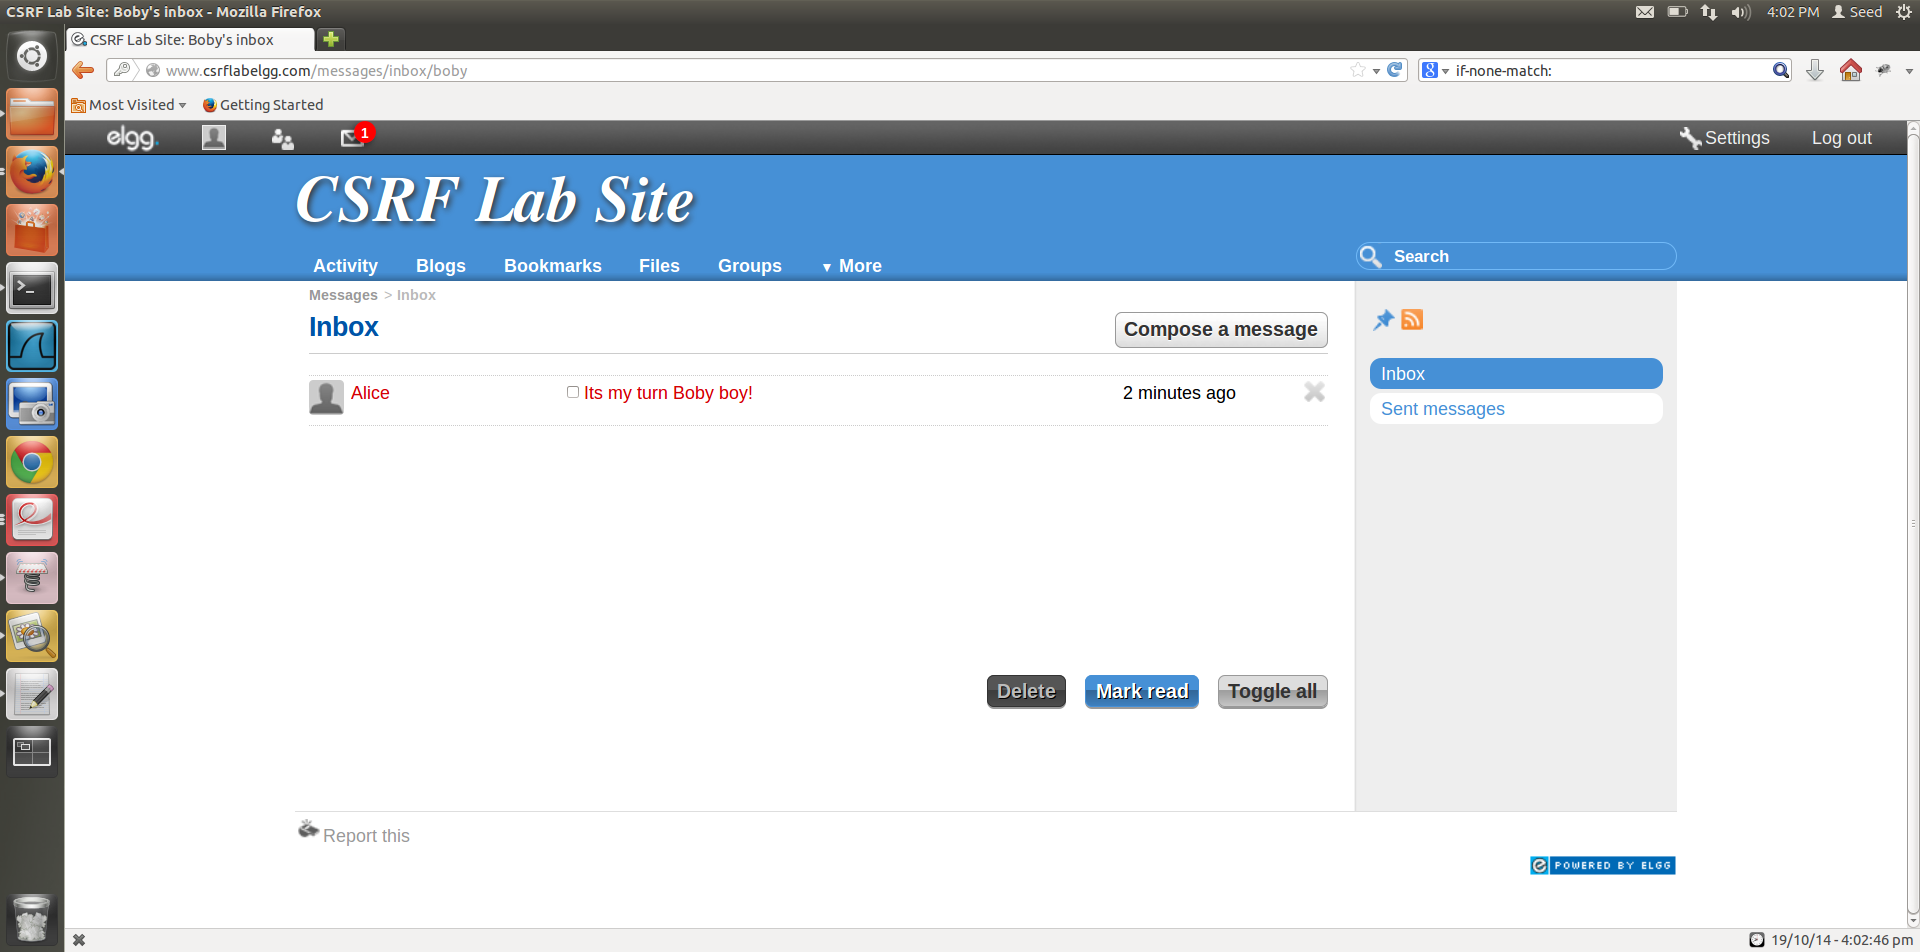 CSRF Lab Site: Boby's inbox - Mozilla Firefox
4:02 PM Seed
CSRF Lab Site: Boby's inbox
www.csrflabelgg.com/messages/inbox/boby
if-none-match:
Most Visited Getting Started
elgg. 1 Settings Log out
CSRF Lab Site
Activity Blogs Bookmarks Files Groups ▼ More Search
Messages > Inbox
Inbox Compose a message
Alice Its my turn Boby boy! 2 minutes ago
Inbox
Sent messages
Delete Mark read Toggle all
Report this
POWERED BY ELGG
19/10/14 - 4:02:46 pm